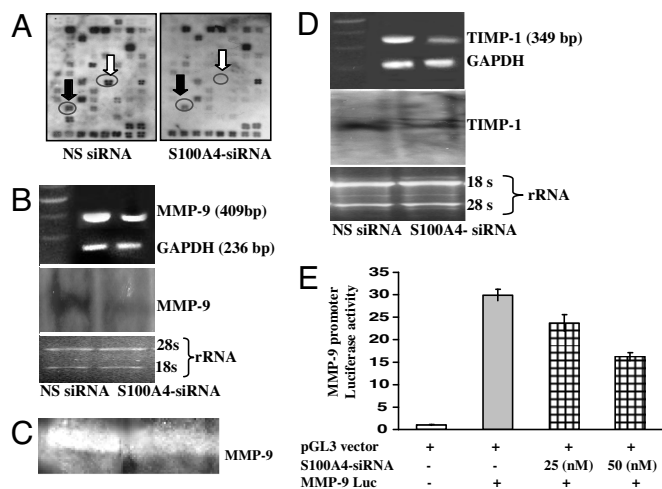 A
NS siRNA
S100A4-siRNA
B
MMP-9 (409bp)
GAPDH (236 bp)
MMP-9
28s
18s
rRNA
NS siRNA
S100A4-siRNA
C
MMP-9
D
TIMP-1 (349 bp)
GAPDH
TIMP-1
18 s
28 s
rRNA
NS siRNA
S100A4- siRNA
E
MMP-9 promoter
Luciferase activity
35
30
25
20
15
10
5
0
pGL3 vector + + + +
S100A4-siRNA - - 25 (nM) 50 (nM)
MMP-9 Luc - + + +